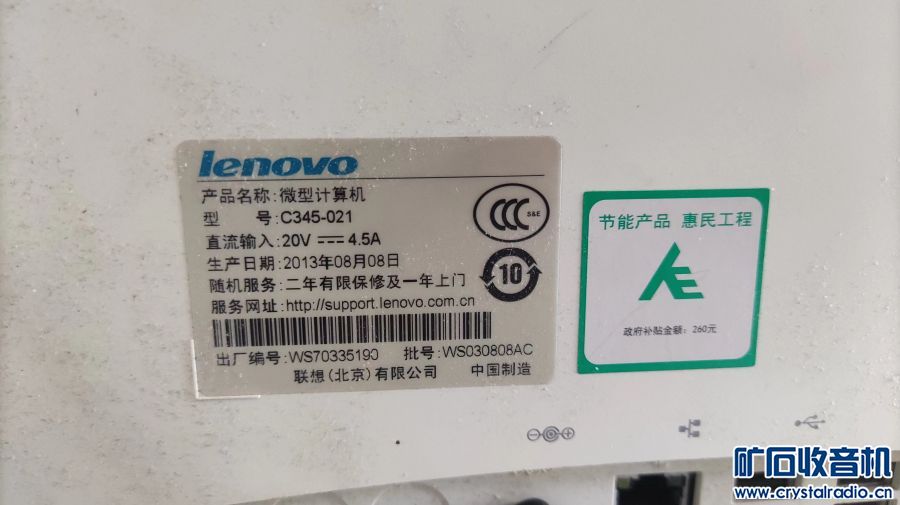 lenovo
产品名称：微型计算机
型 号：C345-021
直流输入：20V ⎓ 4.5A
生产日期：2013年08月08日
随机服务：二年有限保修及一年上门
服务网址：http://support.lenovo.com.cn
出厂编号：WS70335190 批号：WS030808AC
联想（北京）有限公司 中国制造
CCC S&E
10
节能产品 惠民工程
政府补贴金额：260元
矿石收音机
www.crystalradio.cn